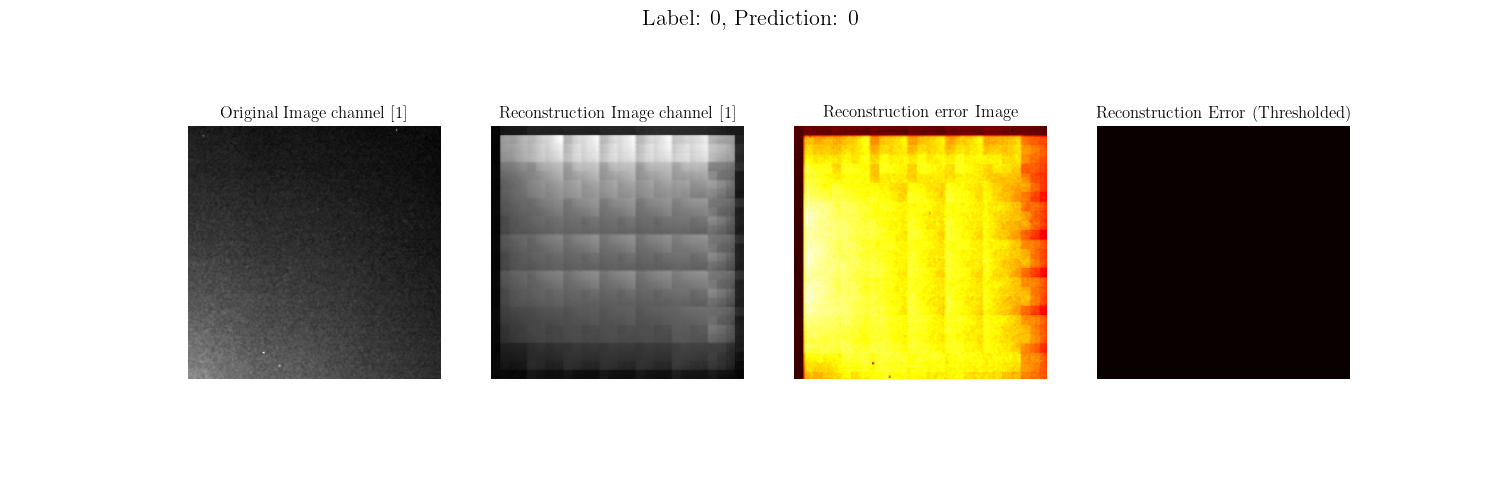 Label: 0, Prediction: 0
Original Image channel [1]
Reconstruction Image channel [1]
Reconstruction error Image
Reconstruction Error (Thresholded)